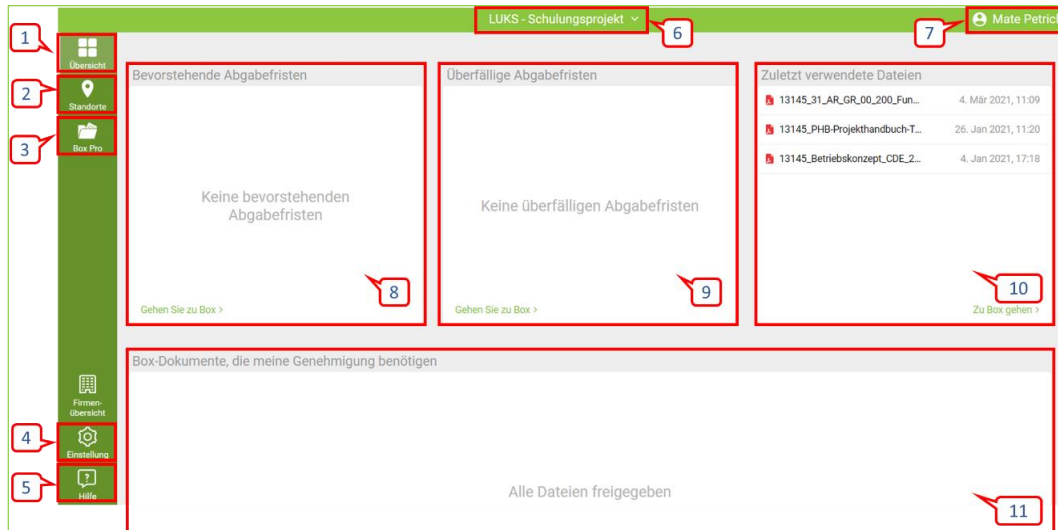 LUKS - Schulungsprojekt
6
7
Mate Petric
1
Übersicht
2
Standorte
3
Box Pro
Firmen-
übersicht
4
Einstellung
5
Hilfe
Bevorstehende Abgabefristen
Keine bevorstehenden
Abgabefristen
8
Gehen Sie zu Box >
Überfällige Abgabefristen
Keine überfälligen Abgabefristen
9
Gehen Sie zu Box >
Zuletzt verwendete Dateien
13145_31_AR_GR_00_200_Fun... 4. Mär 2021, 11:09
13145_PHB-Projekthandbuch-T... 26. Jan 2021, 11:20
13145_Betriebskonzept_CDE_2... 4. Jan 2021, 17:18
10
Zu Box gehen >
Box-Dokumente, die meine Genehmigung benötigen
Alle Dateien freigegeben
11